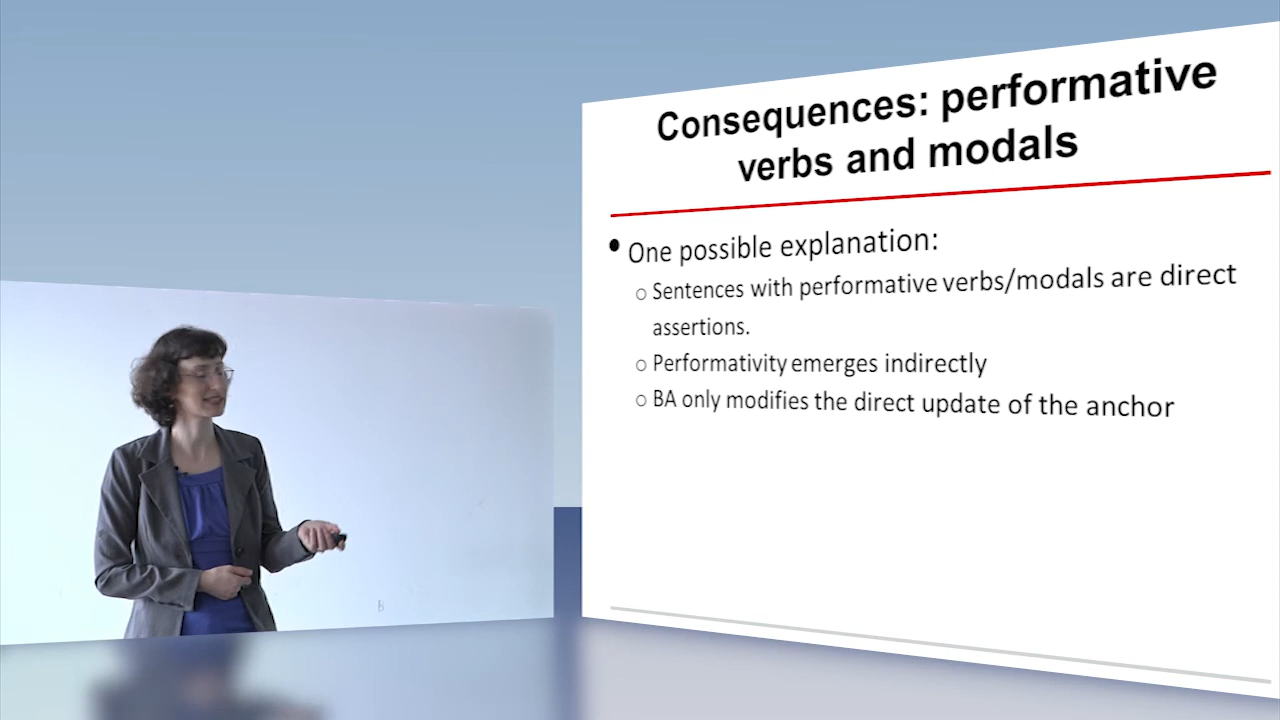 Consequences: performative
verbs and modals
• One possible explanation:
o Sentences with performative verbs/modals are direct
assertions.
o Performativity emerges indirectly
o BA only modifies the direct update of the anchor
B